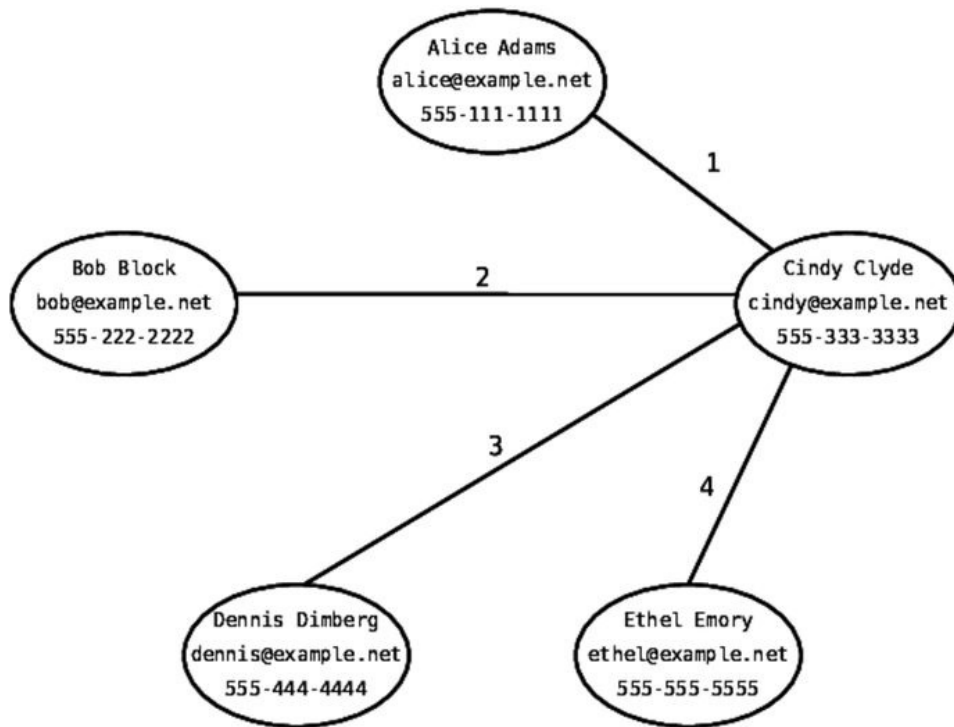 Alice Adams
alice@example.net
555-111-1111
1
Bob Block
bob@example.net
555-222-2222
2
Cindy Clyde
cindy@example.net
555-333-3333
3
4
Dennis Dimberg
dennis@example.net
555-444-4444
Ethel Emory
ethel@example.net
555-555-5555